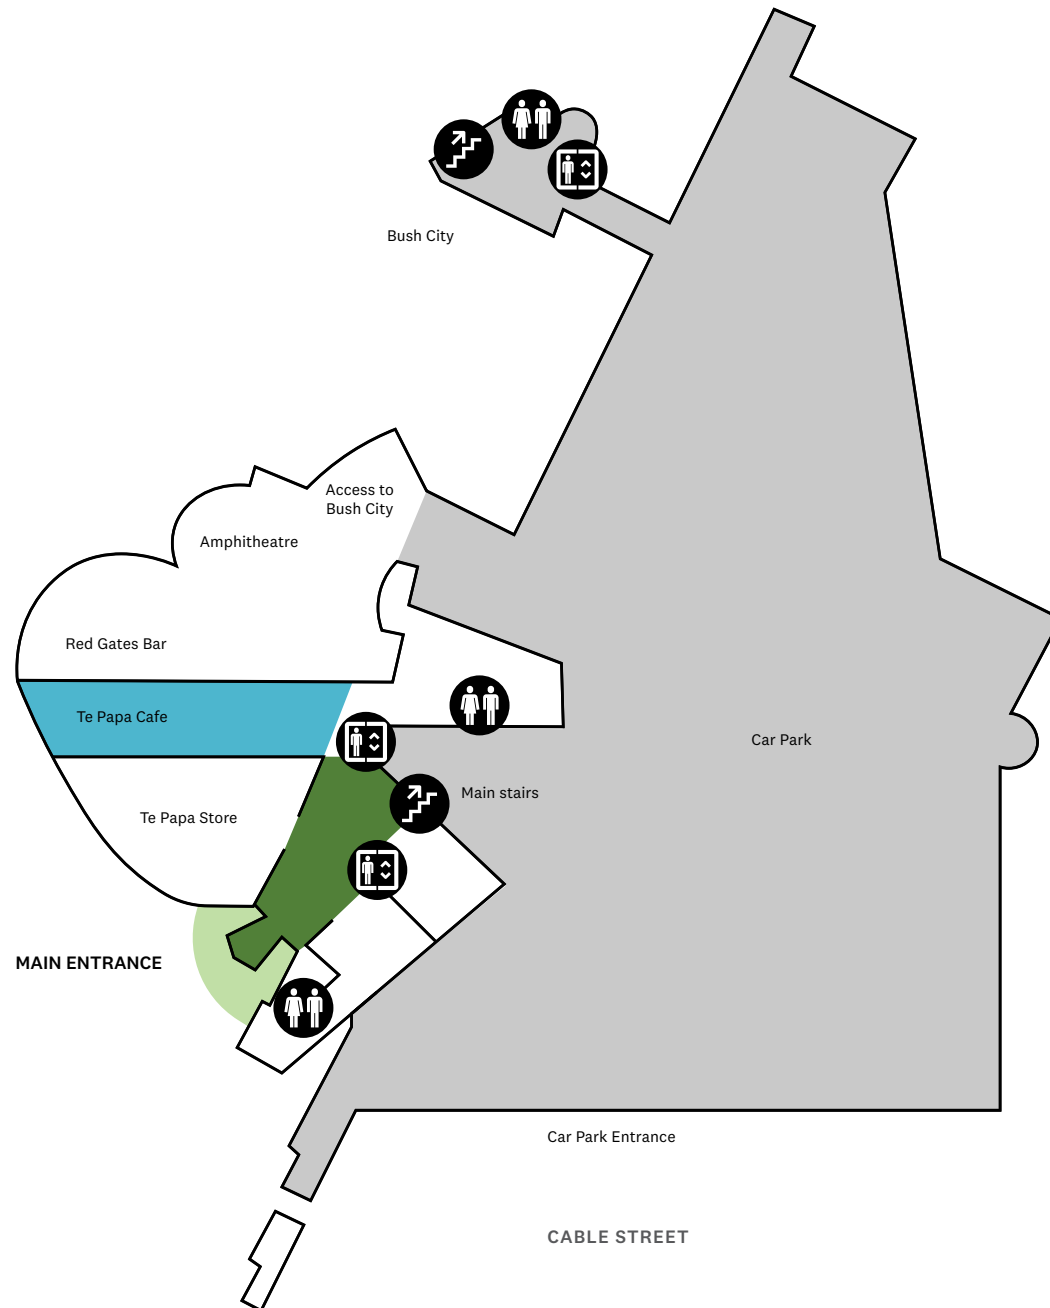 Bush City
Access to
Bush City
Amphitheatre
Red Gates Bar
Te Papa Cafe
Car Park
Main stairs
Te Papa Store
MAIN ENTRANCE
Car Park Entrance
CABLE STREET